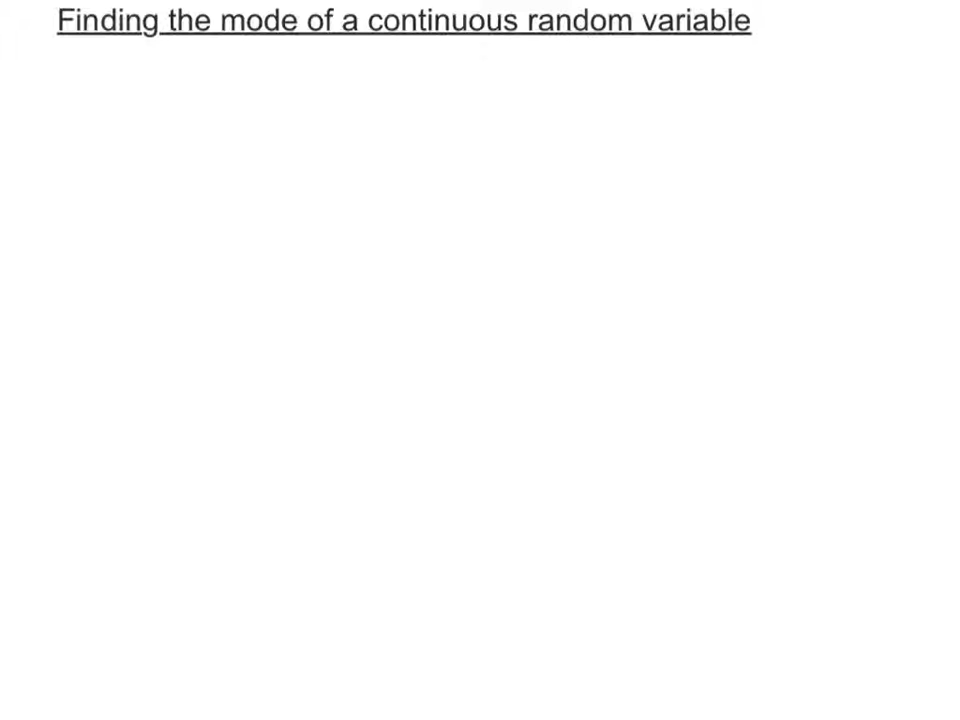 Finding the mode of a continuous random variable